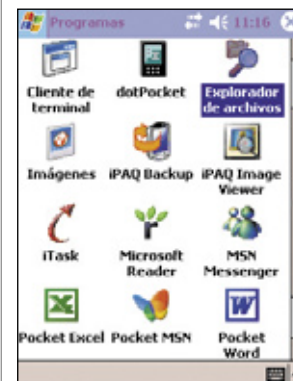 Programas 11:16
Cliente de terminal
dotPocket
Explorador de archivos
Imágenes
iPAQ Backup
iPAQ Image Viewer
iTask
Microsoft Reader
MSN Messenger
Pocket Excel
Pocket MSN
Pocket Word